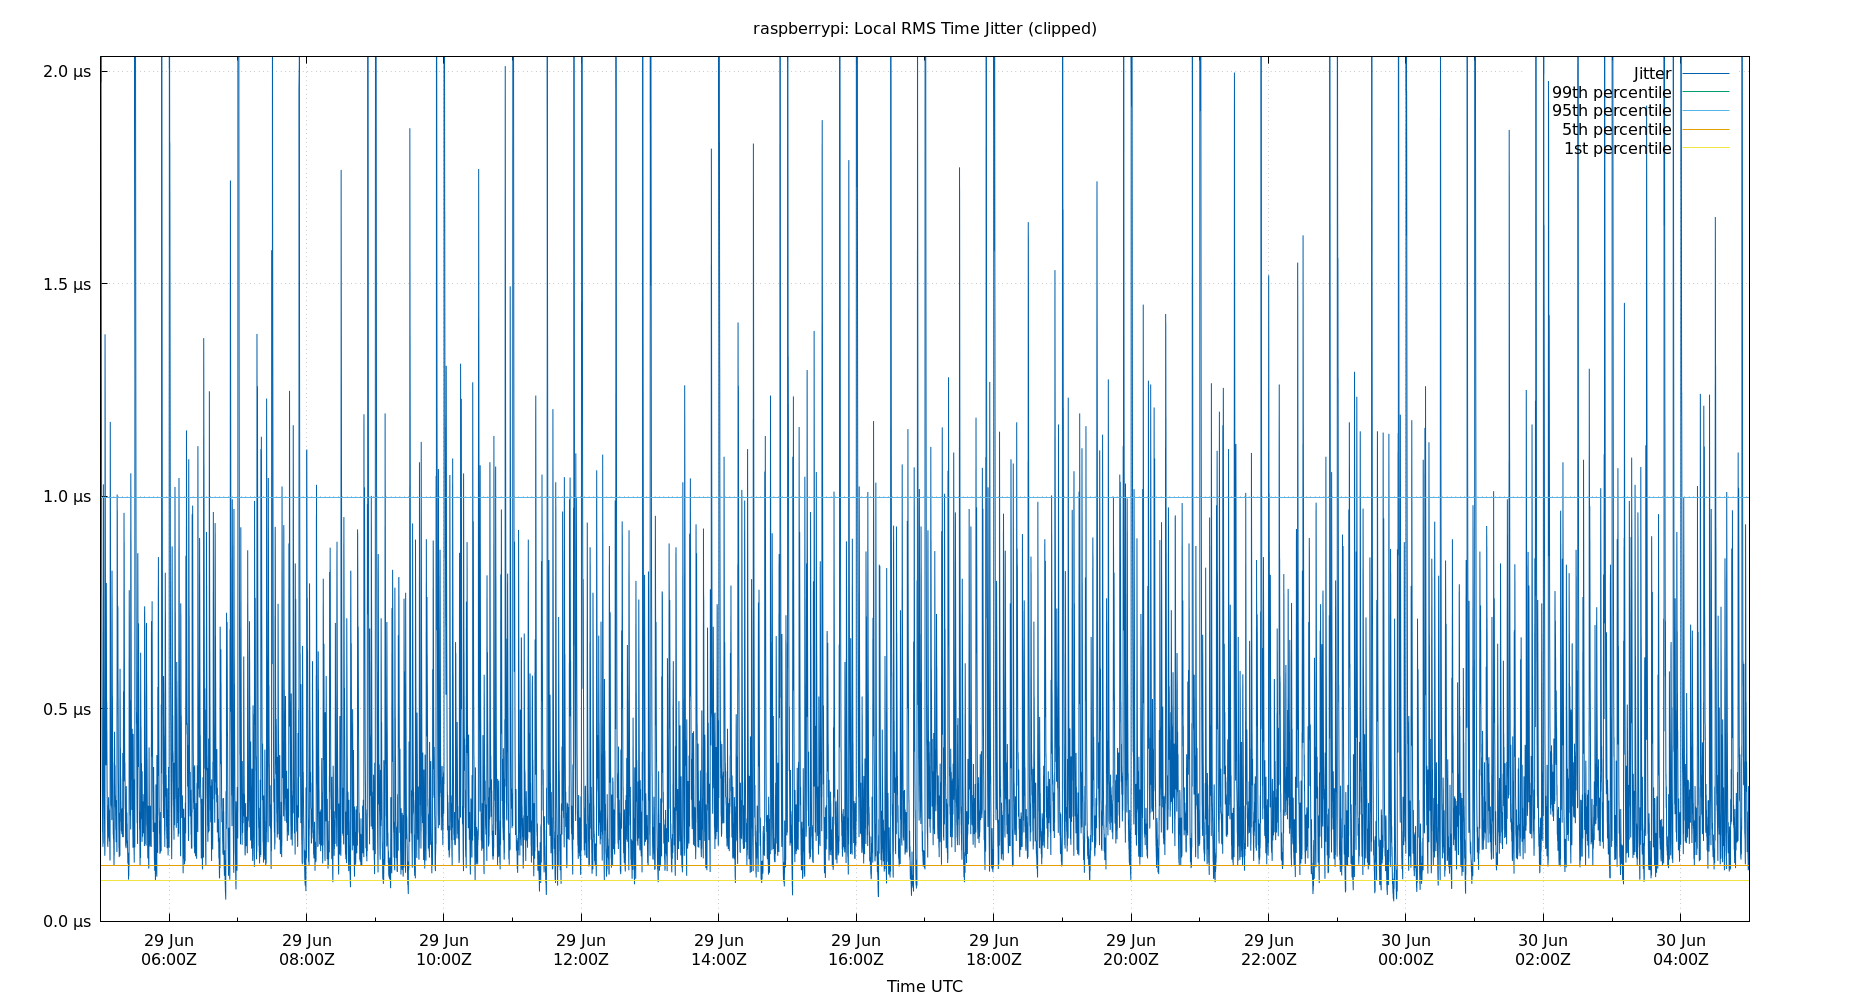 raspberrypi: Local RMS Time Jitter (clipped)
2.0 µs
1.5 µs
1.0 µs
0.5 µs
0.0 µs
Jitter
99th percentile
95th percentile
5th percentile
1st percentile
29 Jun 29 Jun 29 Jun 29 Jun 29 Jun 29 Jun 29 Jun 29 Jun 29 Jun 30 Jun 30 Jun 30 Jun
06:00Z 08:00Z 10:00Z 12:00Z 14:00Z 16:00Z 18:00Z 20:00Z 22:00Z 00:00Z 02:00Z 04:00Z
Time UTC